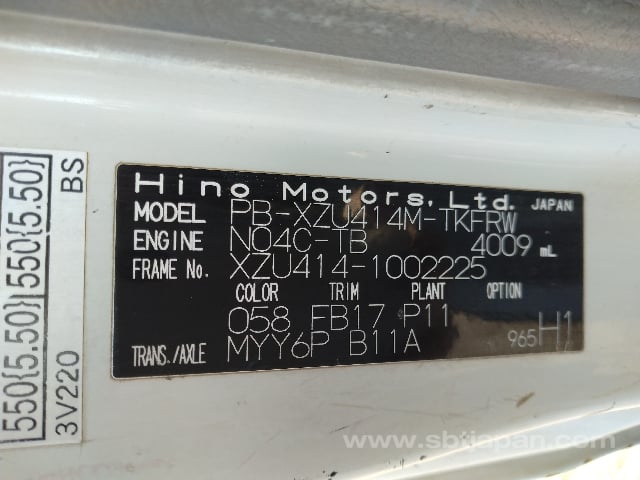 Hino Motors, Ltd. JAPAN
MODEL PB-XZU414M-TKFRW
ENGINE N04C-TB 4009 mL
FRAME No. XZU414-1002225
COLOR TRIM PLANT OPTION
058 FB17 P11
TRANS./AXLE MYY6P B11A 965H1
550{5.50} 550{5.50}
3V220 BS
www.sbtjapan.com